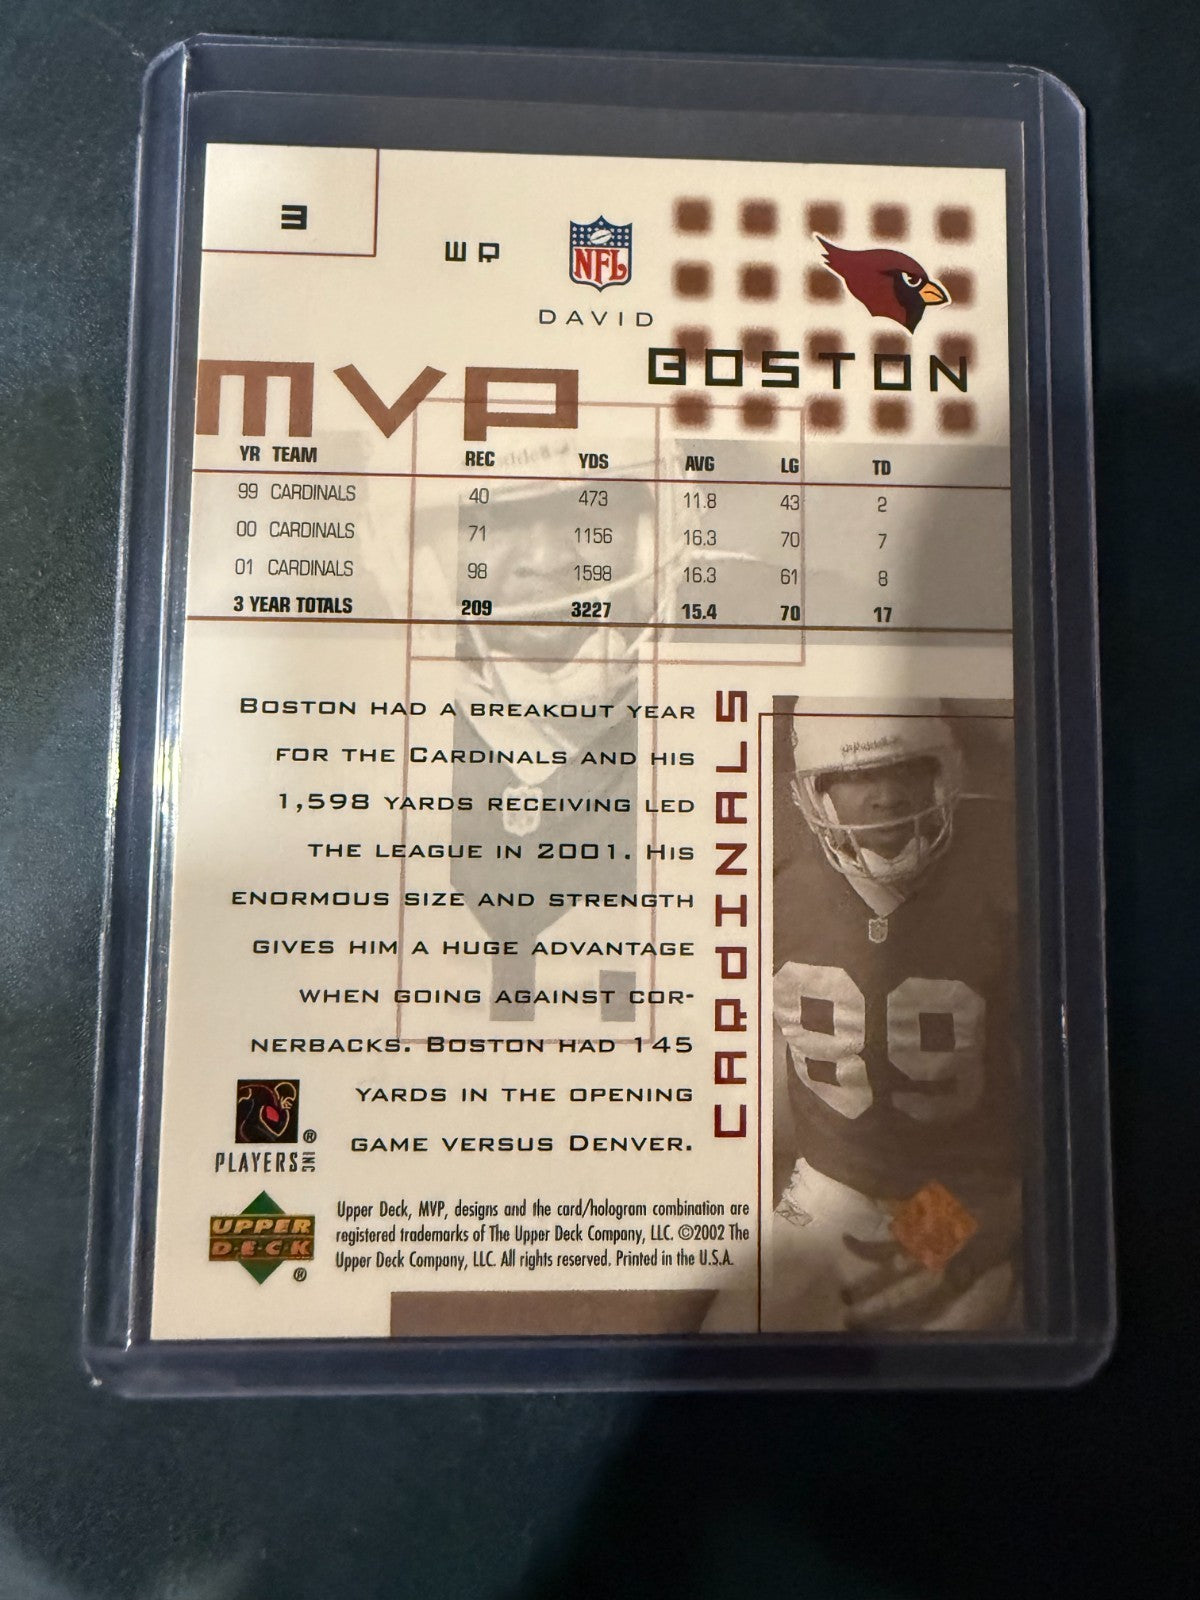 3
WR
NFL
DAVID
BOSTON
MVP
YR TEAM REC YDS AVG LG TD
99 CARDINALS 40 473 11.8 43 2
00 CARDINALS 71 1156 16.3 70 7
01 CARDINALS 98 1598 16.3 61 8
3 YEAR TOTALS 209 3227 15.4 70 17
BOSTON HAD A BREAKOUT YEAR
FOR THE CARDINALS AND HIS
1,598 YARDS RECEIVING LED
THE LEAGUE IN 2001. HIS
ENORMOUS SIZE AND STRENGTH
GIVES HIM A HUGE ADVANTAGE
WHEN GOING AGAINST COR-
NERBACKS. BOSTON HAD 145
YARDS IN THE OPENING
GAME VERSUS DENVER.
CARDINALS
89
PLAYERS INC ®
UPPER
DECK ®
Upper Deck, MVP, designs and the card/hologram combination are
registered trademarks of The Upper Deck Company, LLC. ©2002 The
Upper Deck Company, LLC. All rights reserved. Printed in the U.S.A.